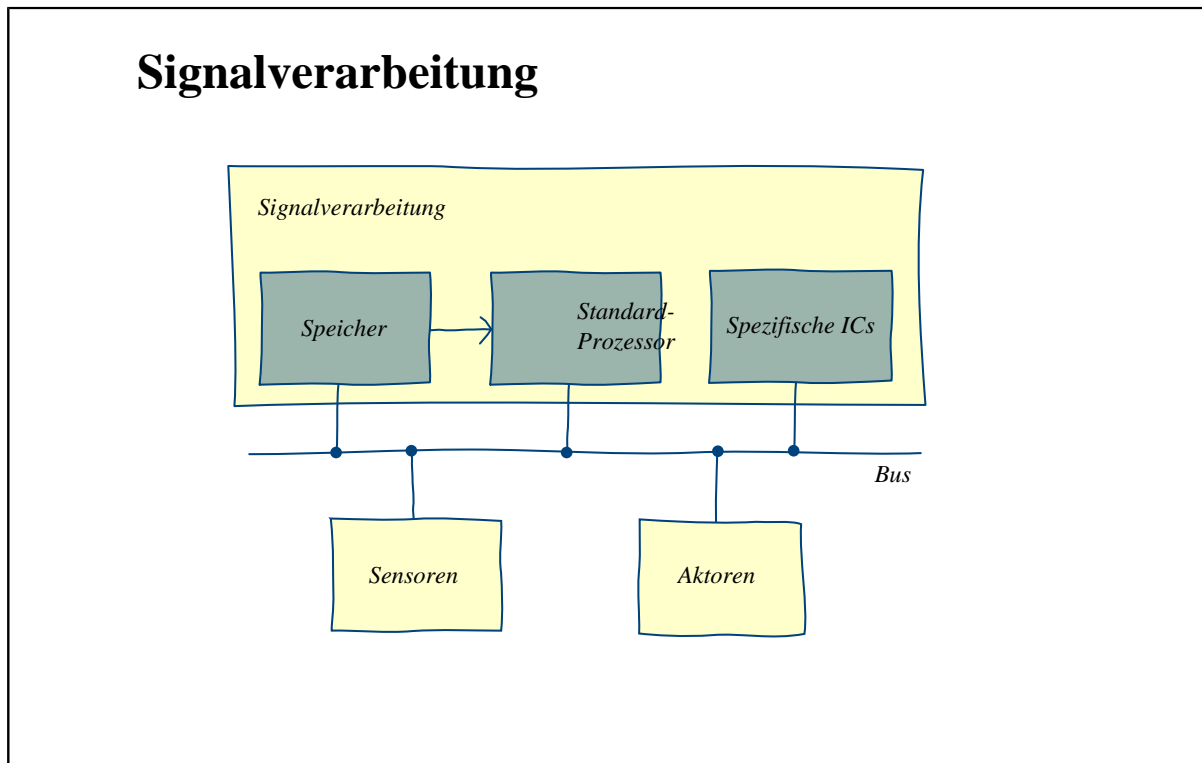 Signalverarbeitung
Signalverarbeitung
Speicher
Standard-
Prozessor
Spezifische ICs
Bus
Sensoren
Aktoren